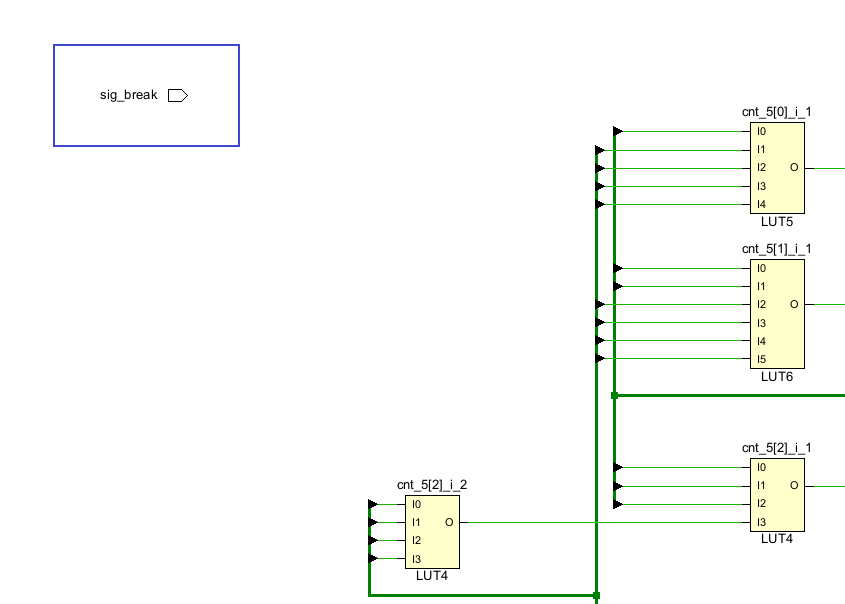 sig_break
cnt_5[0]_i_1
I0
I1
I2
O
I3
I4
LUT5
cnt_5[1]_i_1
I0
I1
I2
O
I3
I4
I5
LUT6
cnt_5[2]_i_1
I0
I1
O
I2
I3
LUT4
cnt_5[2]_i_2
I0
I1
O
I2
I3
LUT4